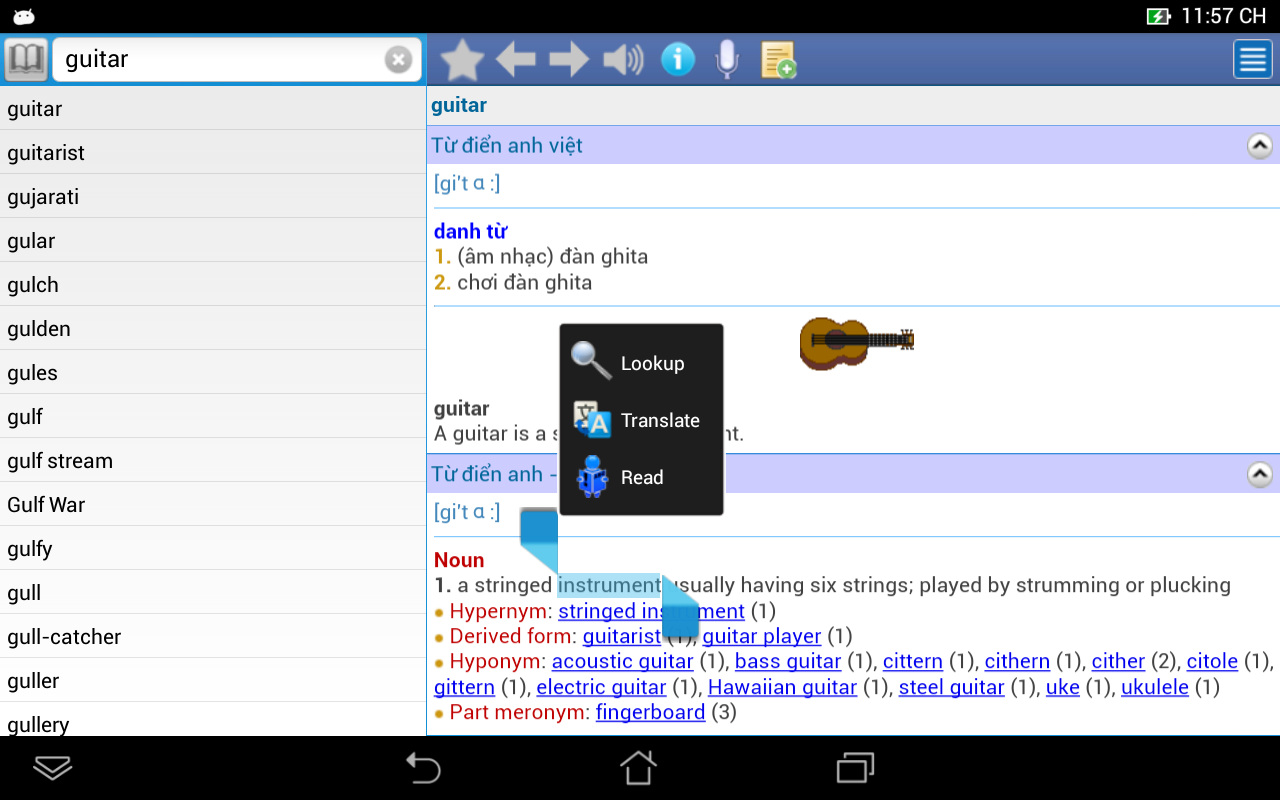 11:57 CH
guitar
guitar
guitarist
gujarati
gular
gulch
gulden
gules
gulf
gulf stream
Gulf War
gulfy
gull
gull-catcher
guller
gullery
guitar
Từ điển anh việt
[gi't ɑ :]
danh từ
1. (âm nhạc) đàn ghita
2. chơi đàn ghita
Lookup
Translate
Read
guitar
A guitar is a
Từ điển anh -
[gi't ɑ :]
Noun
1. a stringed instrument usually having six strings; played by strumming or plucking
• Hypernym: stringed instrument (1)
• Derived form: guitarist (1), guitar player (1)
• Hyponym: acoustic guitar (1), bass guitar (1), cittern (1), cithern (1), cither (2), citole (1),
gittern (1), electric guitar (1), Hawaiian guitar (1), steel guitar (1), uke (1), ukulele (1)
• Part meronym: fingerboard (3)